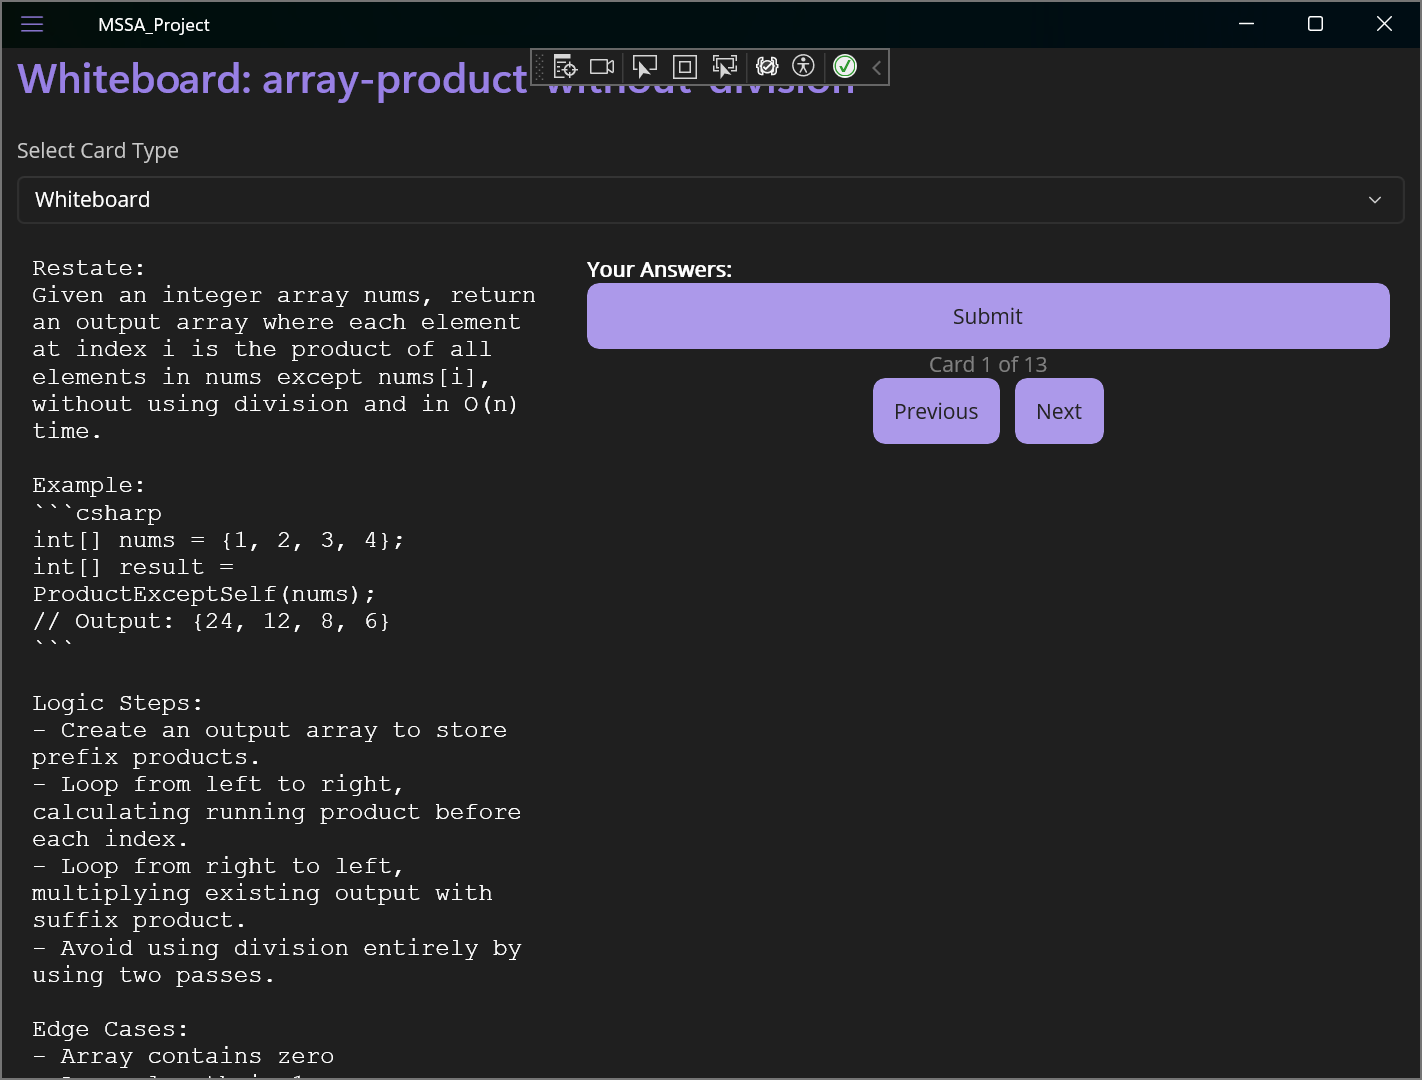 MSSA_Project
Whiteboard: array-product
Select Card Type
Whiteboard
Restate:
Given an integer array nums, return
an output array where each element
at index i is the product of all
elements in nums except nums[i],
without using division and in O(n)
time.
Example:
```csharp
int[] nums = {1, 2, 3, 4};
int[] result =
ProductExceptSelf(nums);
// Output: {24, 12, 8, 6}
```
Logic Steps:
- Create an output array to store
prefix products.
- Loop from left to right,
calculating running product before
each index.
- Loop from right to left,
multiplying existing output with
suffix product.
- Avoid using division entirely by
using two passes.
Edge Cases:
- Array contains zero
Your Answers:
Submit
Card 1 of 13
Previous
Next